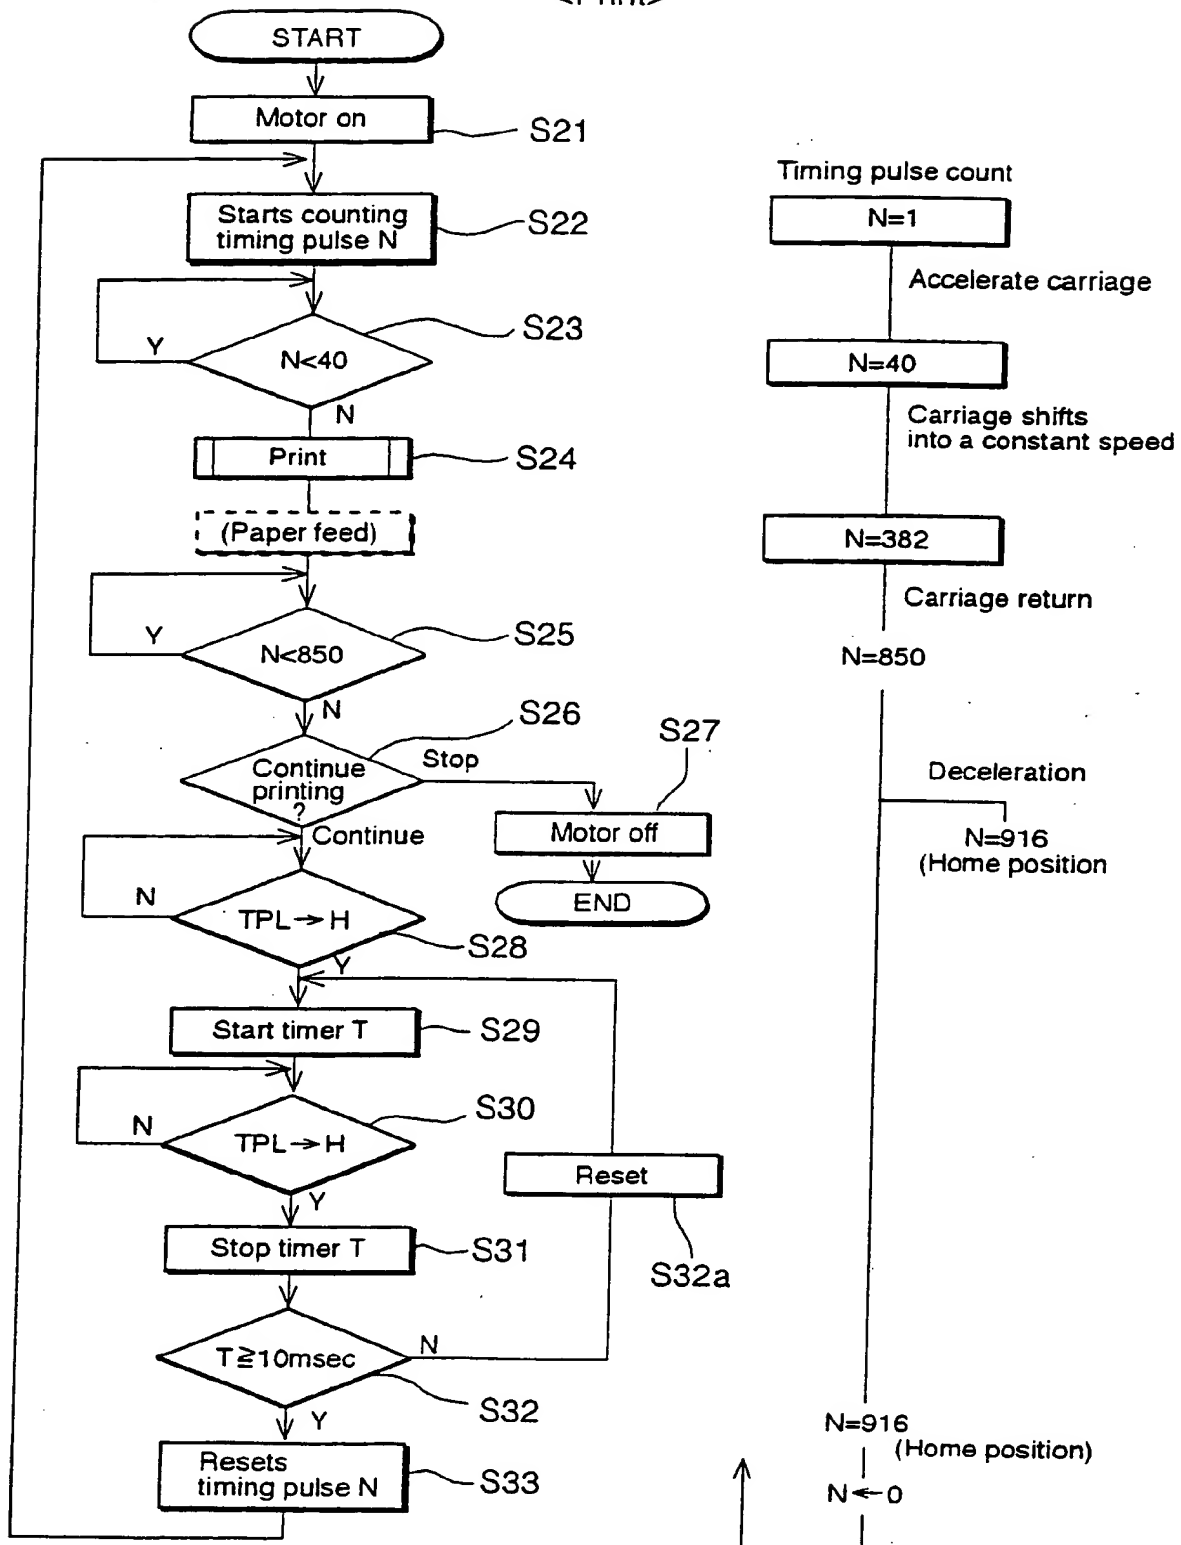 <Print>
START
Motor on
S21
Starts counting
timing pulse N
S22
S23
Y
N<40
N
Print
S24
(Paper feed)
Y
N<850
S25
N
S26
Continue
printing
?
Stop
S27
Motor off
END
Continue
N
TPL→H
S28
Y
Start timer T
S29
N
TPL→H
S30
Y
Stop timer T
S31
Reset
S32a
T≧10msec
N
S32
Y
Resets
timing pulse N
S33
Timing pulse count
N=1
Accelerate carriage
N=40
Carriage shifts
into a constant speed
N=382
Carriage return
N=850
Deceleration
N=916
(Home position
N=916
(Home position)
N←0